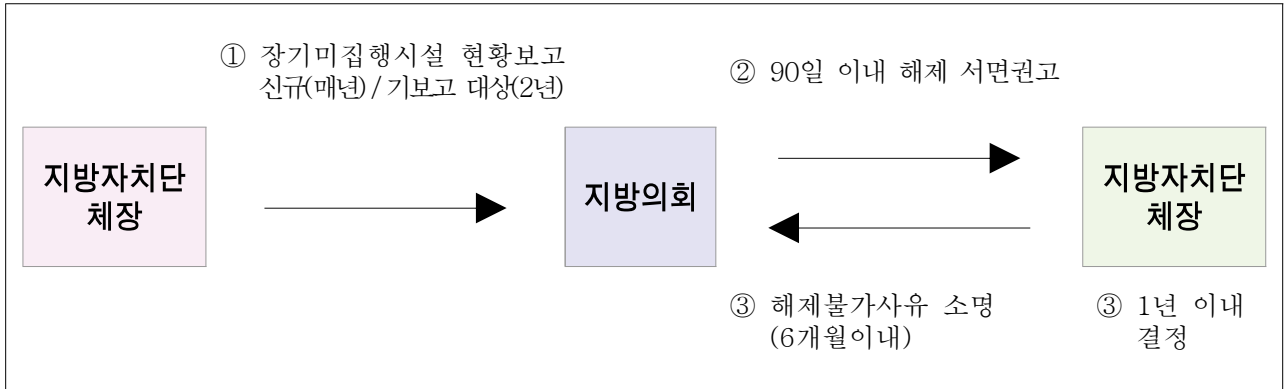 ① 장기미집행시설 현황보고
신규(매년) / 기보고 대상(2년)
② 90일 이내 해제 서면권고
지방자치단
체장
지방의회
지방자치단
체장
③ 해제불가사유 소명
(6개월이내)
③ 1년 이내
결정